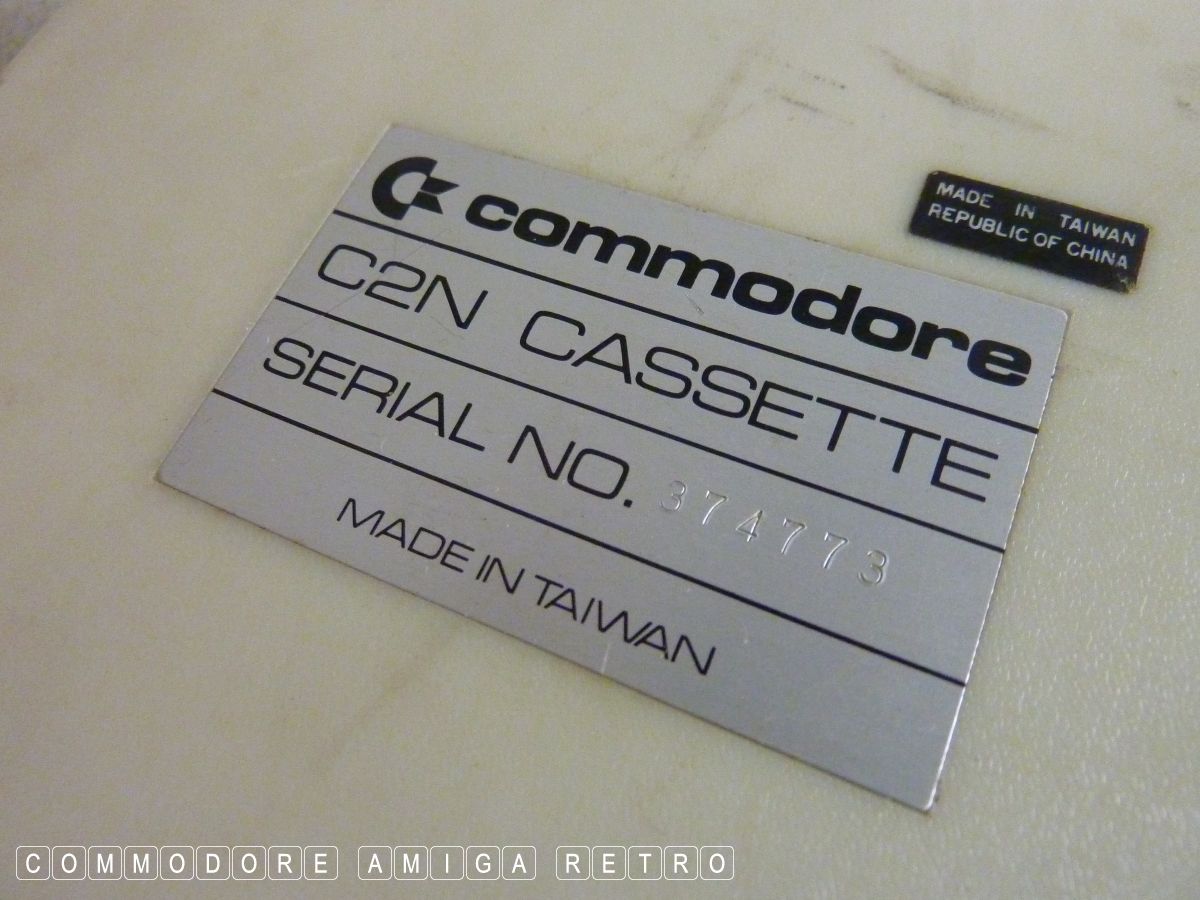 commodore
C2N CASSETTE
SERIAL NO. 374773
MADE IN TAIWAN
MADE IN TAIWAN
REPUBLIC OF CHINA
COMMODORE AMIGA RETRO